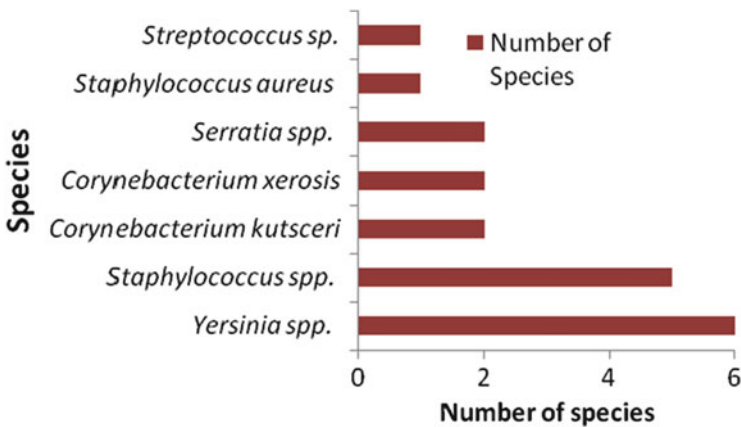 Streptococcus sp.
Staphylococcus aureus
Serratia spp.
Corynebacterium xerosis
Corynebacterium kutsceri
Staphylococcus spp.
Yersinia spp.
Species
Number of
Species
0 2 4 6
Number of species